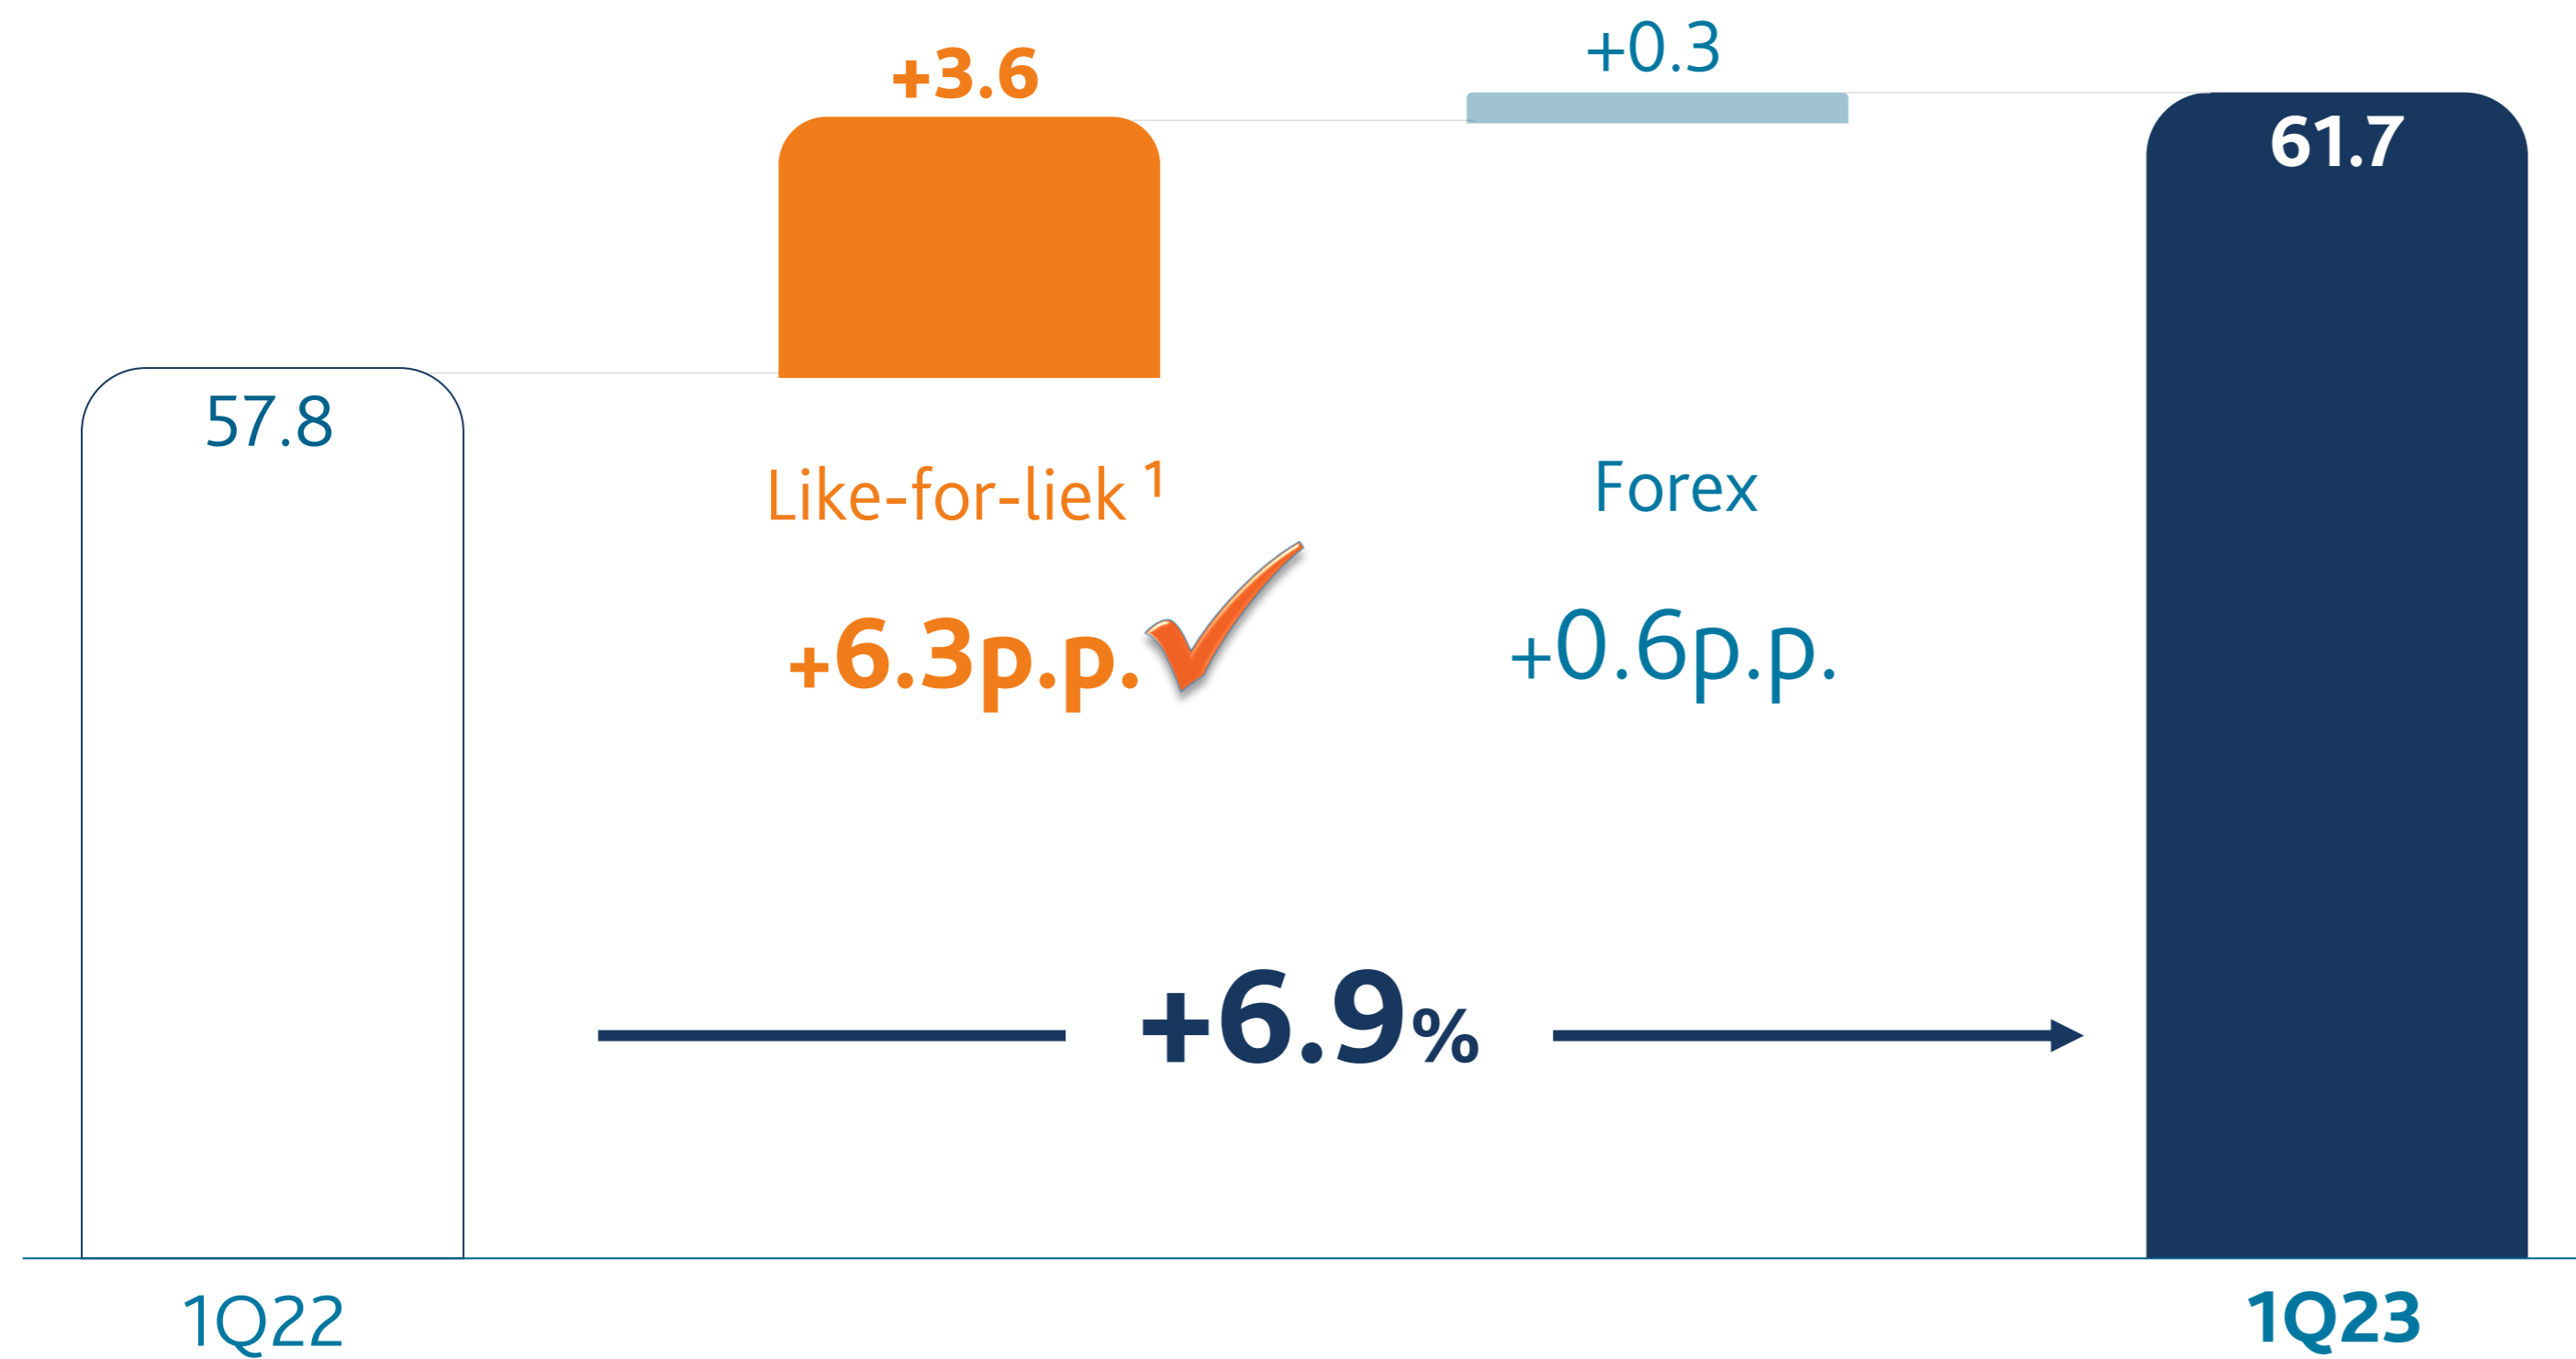 +3.6
+0.3
57.8
61.7
Like-for-liek ¹
Forex
+6.3p.p.
+0.6p.p.
+6.9%
1Q22
1Q23